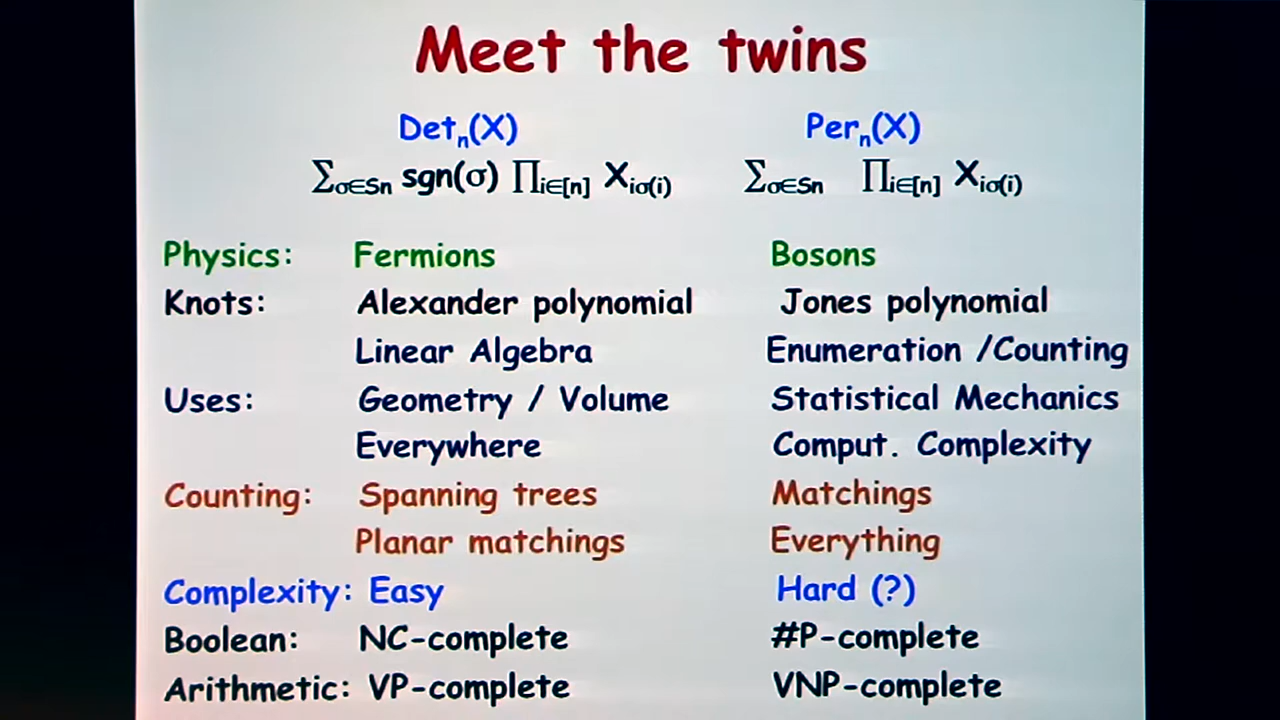 Meet the twins
Detₙ(X) Perₙ(X)
∑σ∈Sn sgn(σ) ∏i∈[n] Xiσ(i) ∑σ∈Sn ∏i∈[n] Xiσ(i)
Physics: Fermions Bosons
Knots: Alexander polynomial Jones polynomial
Linear Algebra Enumeration /Counting
Uses: Geometry / Volume Statistical Mechanics
Everywhere Comput. Complexity
Counting: Spanning trees Matchings
Planar matchings Everything
Complexity: Easy Hard (?)
Boolean: NC-complete #P-complete
Arithmetic: VP-complete VNP-complete